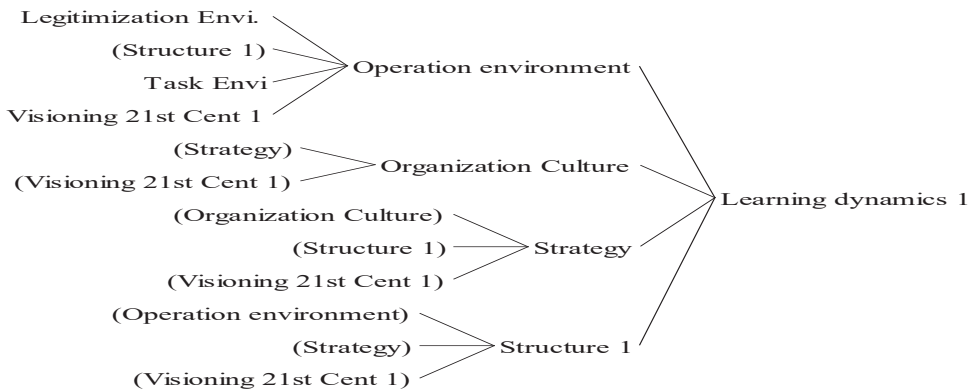 Legitimization Envi.
(Structure 1)
Task Envi
Visioning 21st Cent 1
Operation environment
(Strategy)
(Visioning 21st Cent 1)
Organization Culture
(Organization Culture)
(Structure 1)
(Visioning 21st Cent 1)
Strategy
(Operation environment)
(Strategy)
(Visioning 21st Cent 1)
Structure 1
Learning dynamics 1